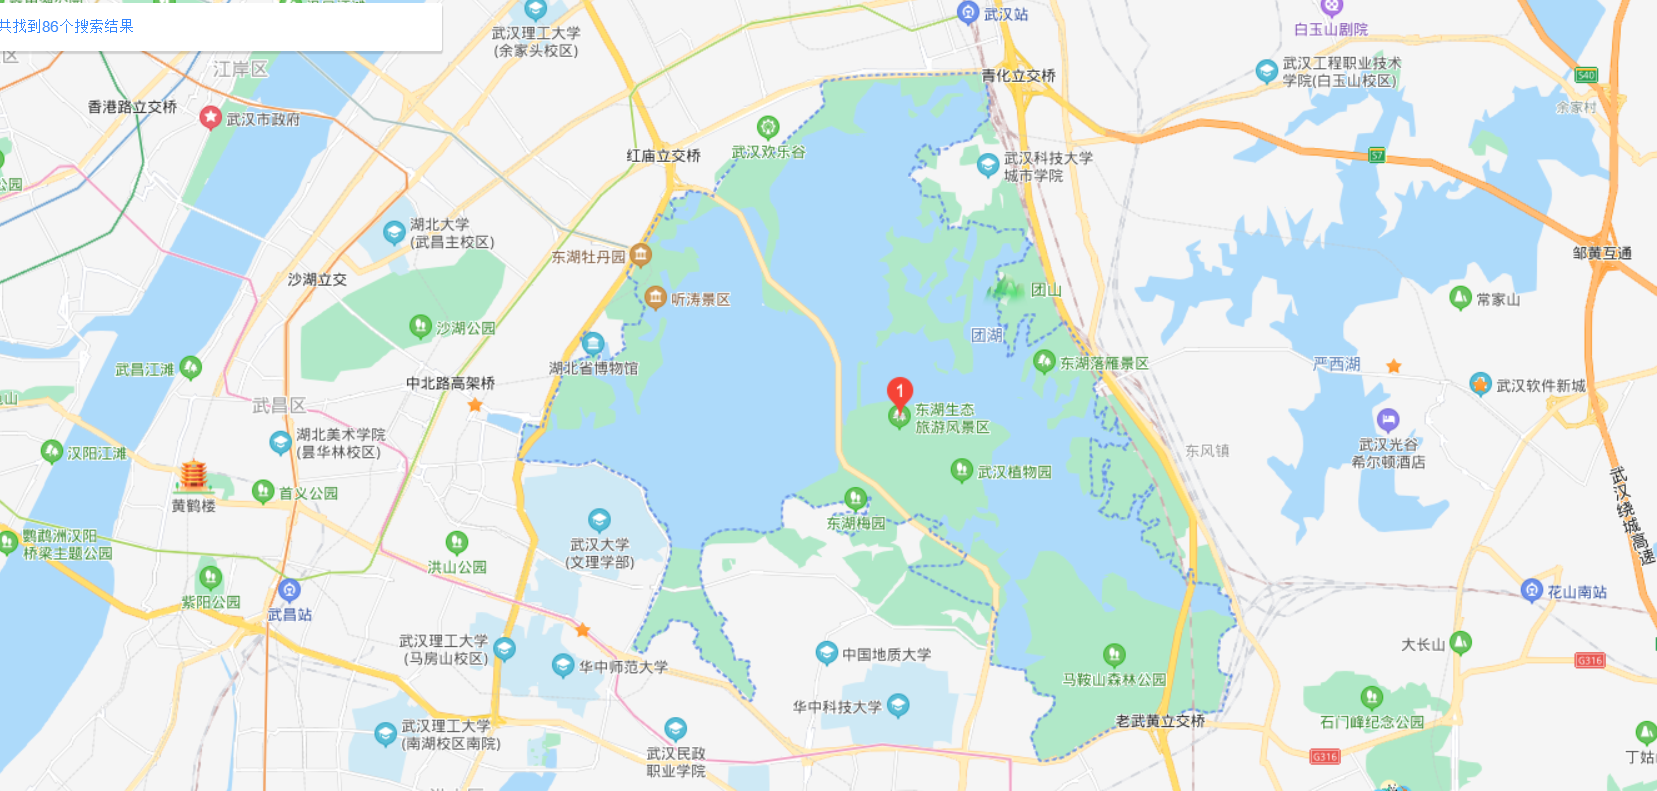 共找到86个搜索结果
武汉理工大学
(余家头校区)
武汉站
白玉山剧院
江岸区
青化立交桥
武汉工程职业技术
学院(白玉山校区)
S40
余家村
香港路立交桥
武汉市政府
武汉欢乐谷
红庙立交桥
武汉科技大学
城市学院
S7
公园
湖北大学
(武昌主校区)
东湖牡丹园
沙湖立交
邹黄互通
团山
听涛景区
常家山
沙湖公园
团湖
湖北省博物馆
东湖落雁景区
严西湖
武昌江滩
中北路高架桥
武汉软件新城
1
武昌区
东湖生态
旅游风景区
湖北美术学院
(昙华林校区)
武汉光谷
希尔顿酒店
东风镇
汉阳江滩
武汉植物园
黄鹤楼
首义公园
东湖梅园
武汉绕城高速
鹦鹉洲汉阳
桥梁主题公园
武汉大学
(文理学部)
洪山公园
紫阳公园
武昌站
花山南站
武汉理工大学
(马房山校区)
华中师范大学
中国地质大学
大长山
G316
马鞍山森林公园
华中科技大学
老武黄立交桥
石门峰纪念公园
武汉理工大学
(南湖校区南院)
武汉民政
职业学院
G316
丁姑